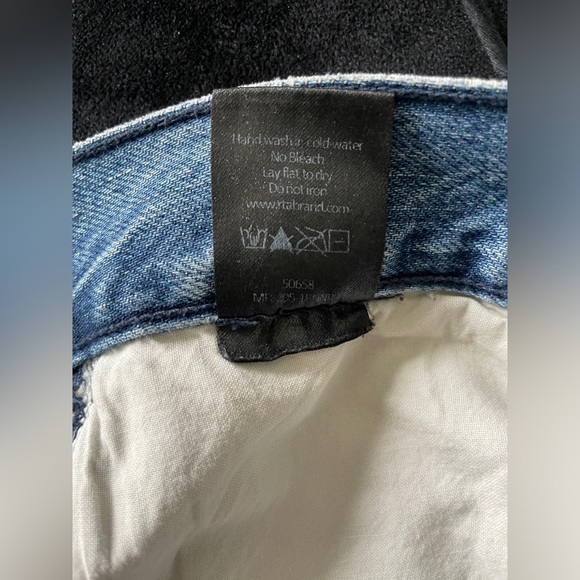 Hand wash in cold water
No Bleach
Lay flat to dry
Do not iron
www.rtabrand.com
50658